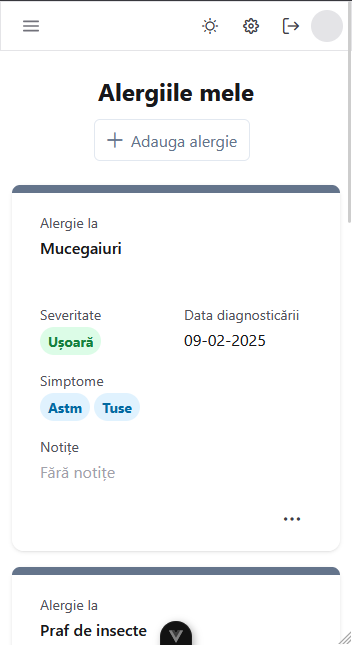 Alergiile mele
Adauga alergie
Alergie la
Mucegaiuri
Severitate Data diagnosticării
Ușoară 09-02-2025
Simptome
Astm Tuse
Notițe
Fără notițe
Alergie la
Praf de insecte